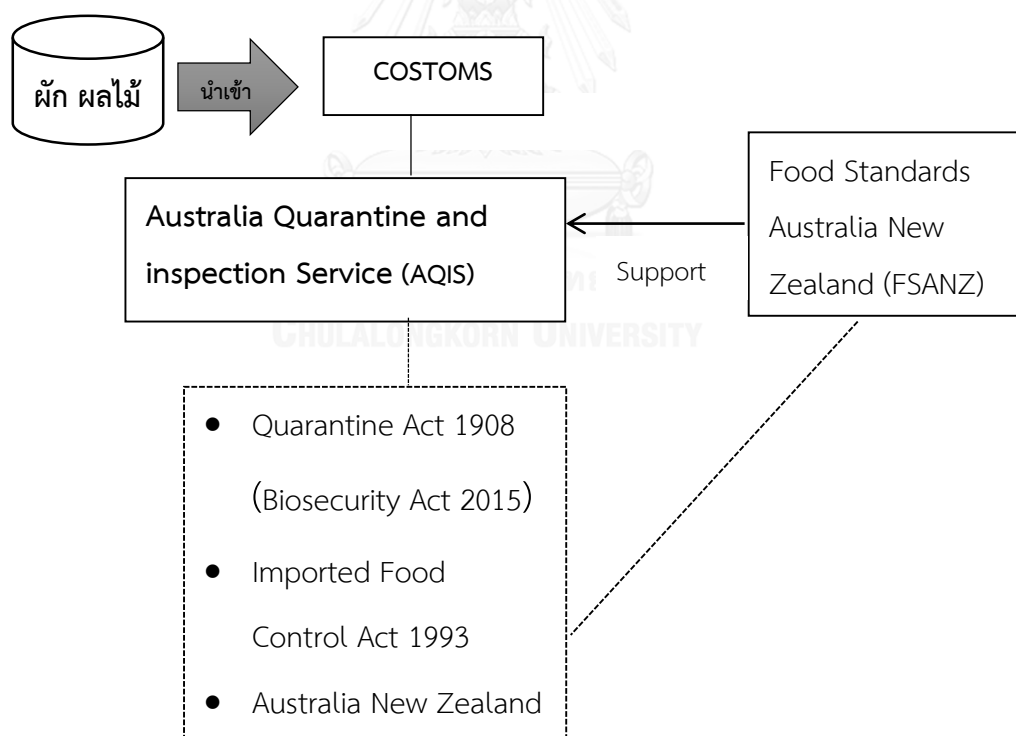 ผัก ผลไม้
นำเข้า
COSTOMS
Australia Quarantine and
inspection Service (AQIS)
Support
Food Standards
Australia New
Zealand (FSANZ)
CHULALONGKORN UNIVERSITY
● Quarantine Act 1908
(Biosecurity Act 2015)
● Imported Food
Control Act 1993
● Australia New Zealand